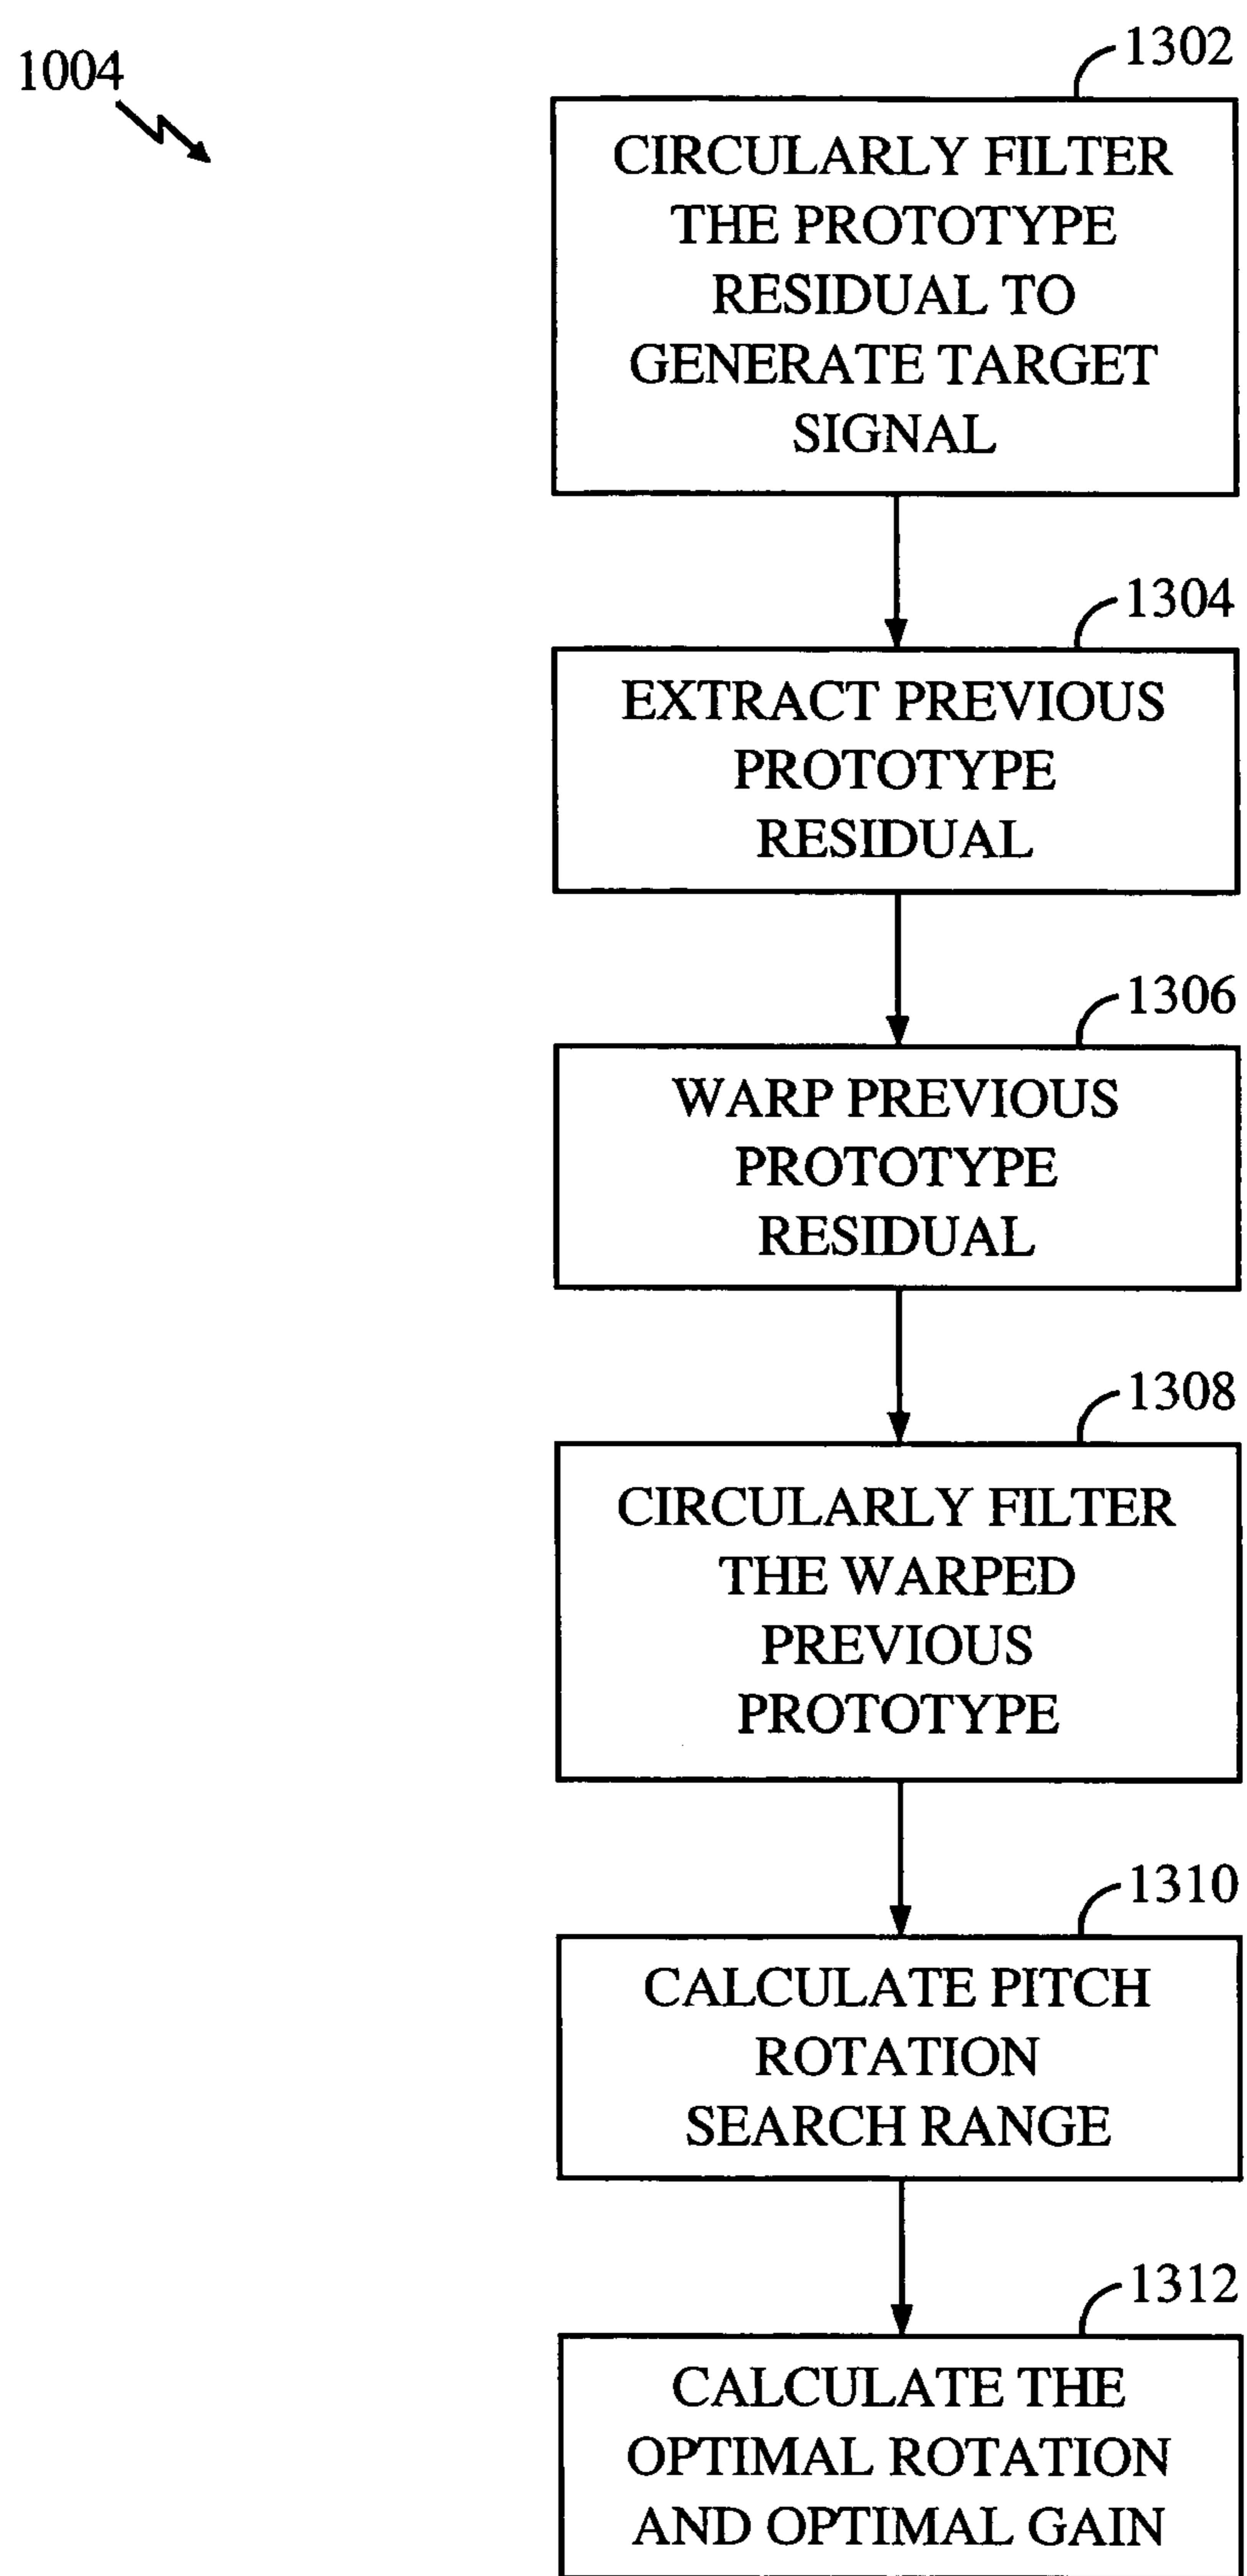 1004
1302
CIRCULARLY FILTER
THE PROTOTYPE
RESIDUAL TO
GENERATE TARGET
SIGNAL
1304
EXTRACT PREVIOUS
PROTOTYPE
RESIDUAL
1306
WARP PREVIOUS
PROTOTYPE
RESIDUAL
1308
CIRCULARLY FILTER
THE WARPED
PREVIOUS
PROTOTYPE
1310
CALCULATE PITCH
ROTATION
SEARCH RANGE
1312
CALCULATE THE
OPTIMAL ROTATION
AND OPTIMAL GAIN